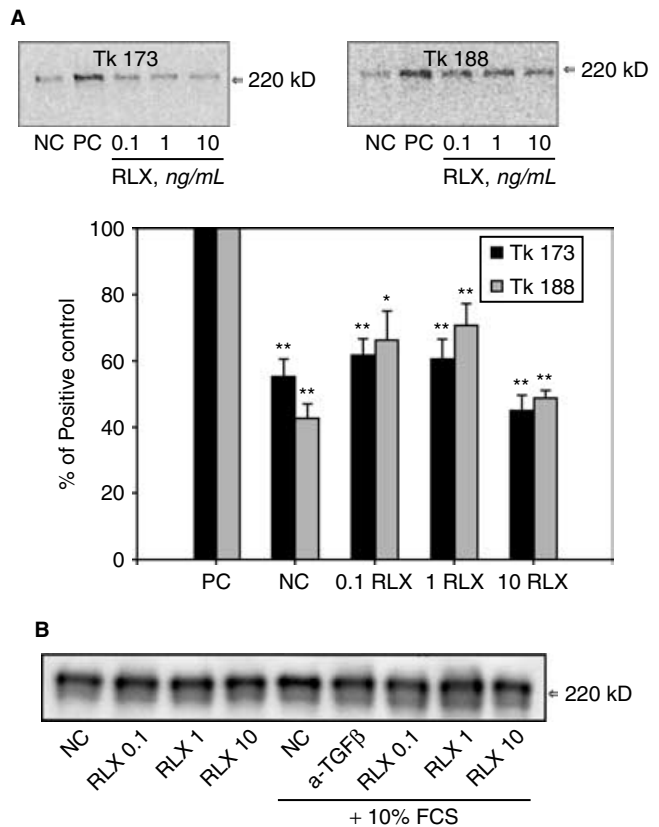 A
Tk 173
Tk 188
⇐ 220 kD
⇐ 220 kD
NC PC 0.1 1 10
NC PC 0.1 1 10
RLX, ng/mL
RLX, ng/mL
100
80
60
40
20
0
% of Positive control
Tk 173
Tk 188
** ** ** * ** ** ** **
PC NC 0.1 RLX 1 RLX 10 RLX
B
⇐ 220 kD
NC RLX 0.1 RLX 1 RLX 10 NC a-TGFβ RLX 0.1 RLX 1 RLX 10
+ 10% FCS